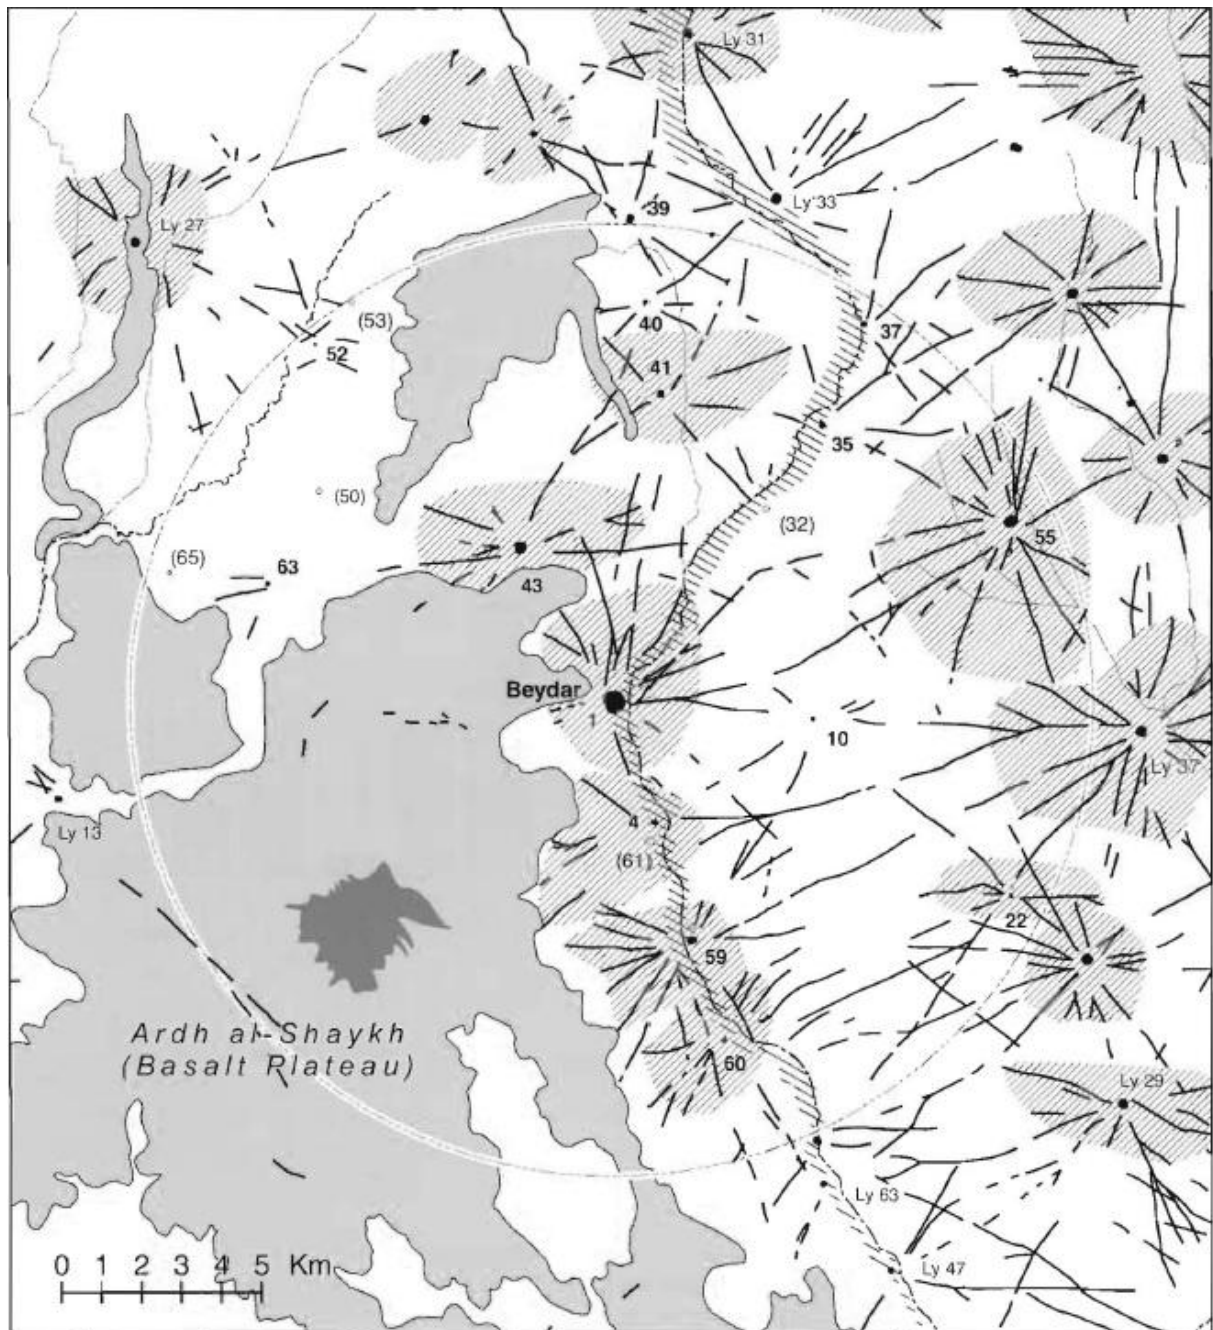 Ly 31
Ly 33
39
Ly 27
(53)
40
37
52
41
35
(50)
(32)
(65)
63
55
43
Beydar
1
10
Ly 37
4
Ly 13
(61)
22
59
Ardh al-Shaykh
(Basalt Plateau)
60
Ly 29
Ly 63
0 1 2 3 4 5 Km
Ly 47